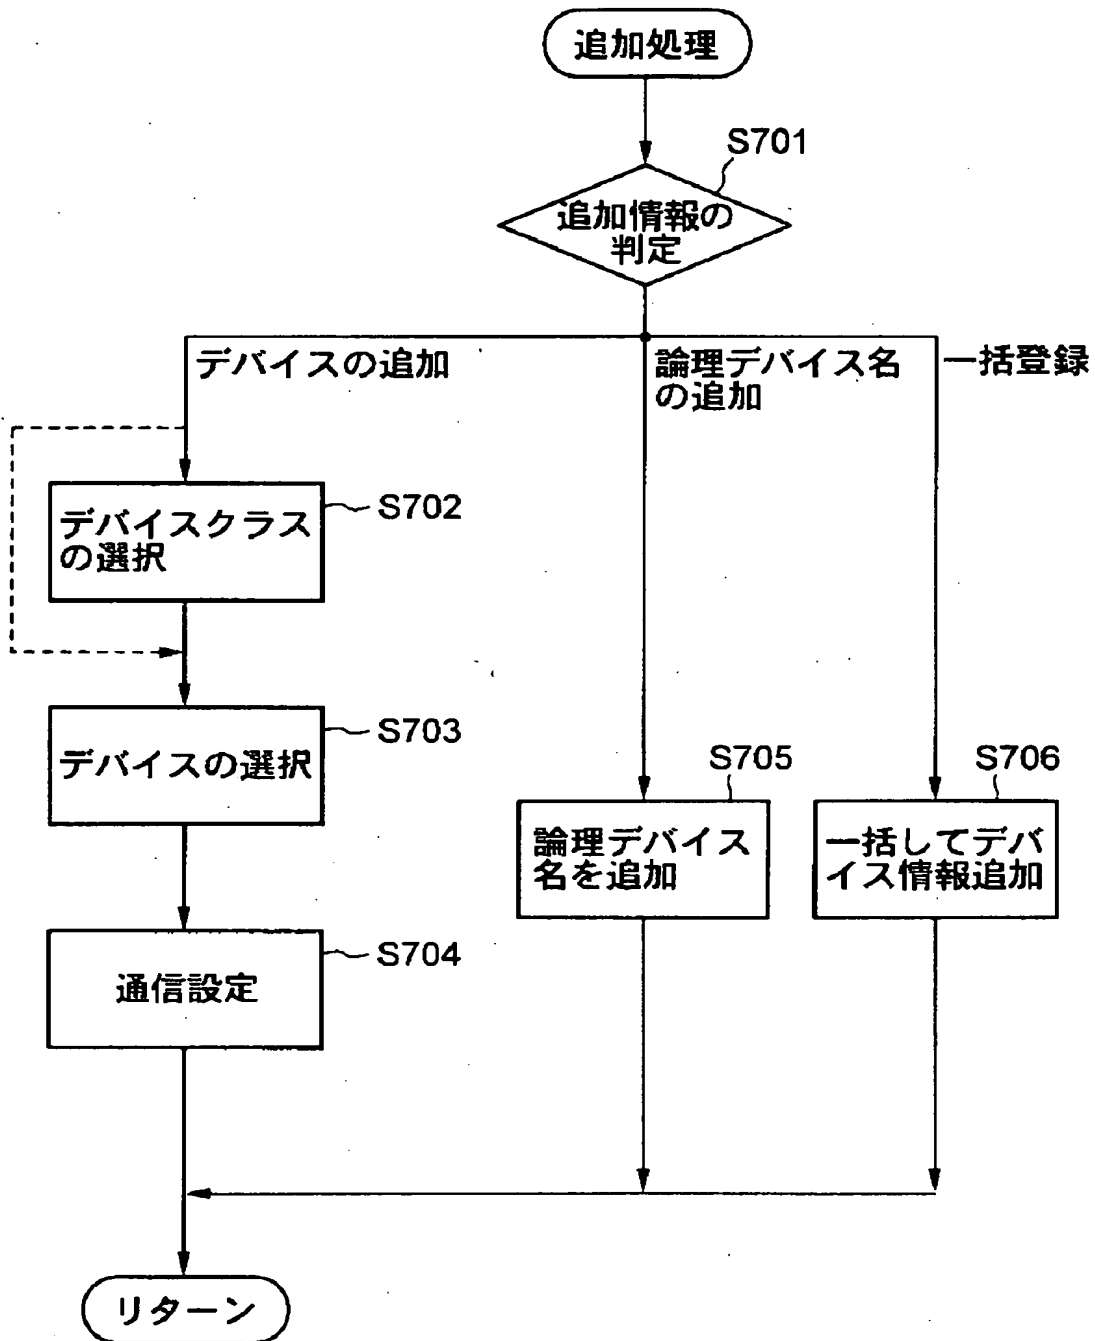 追加処理
S701
追加情報の
判定
デバイスの追加
論理デバイス名
の追加
一括登録
デバイスクラス
の選択
S702
デバイスの選択
S703
S705
論理デバイス
名を追加
S706
一括してデバ
イス情報追加
通信設定
S704
リターン